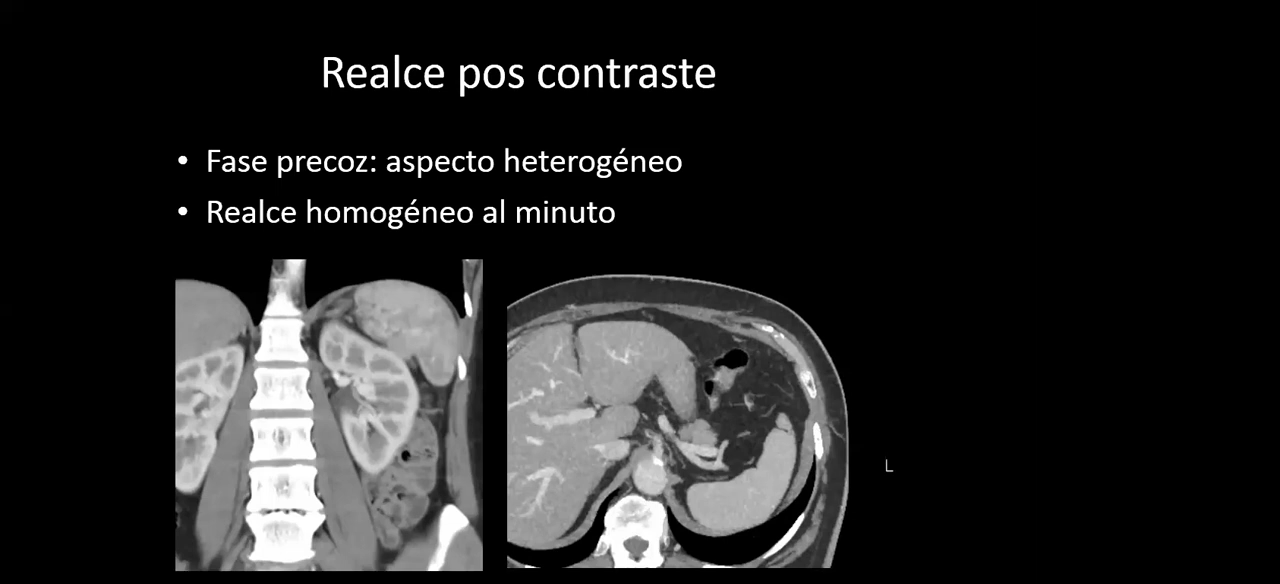 Realce pos contraste
• Fase precoz: aspecto heterogéneo
• Realce homogéneo al minuto
L